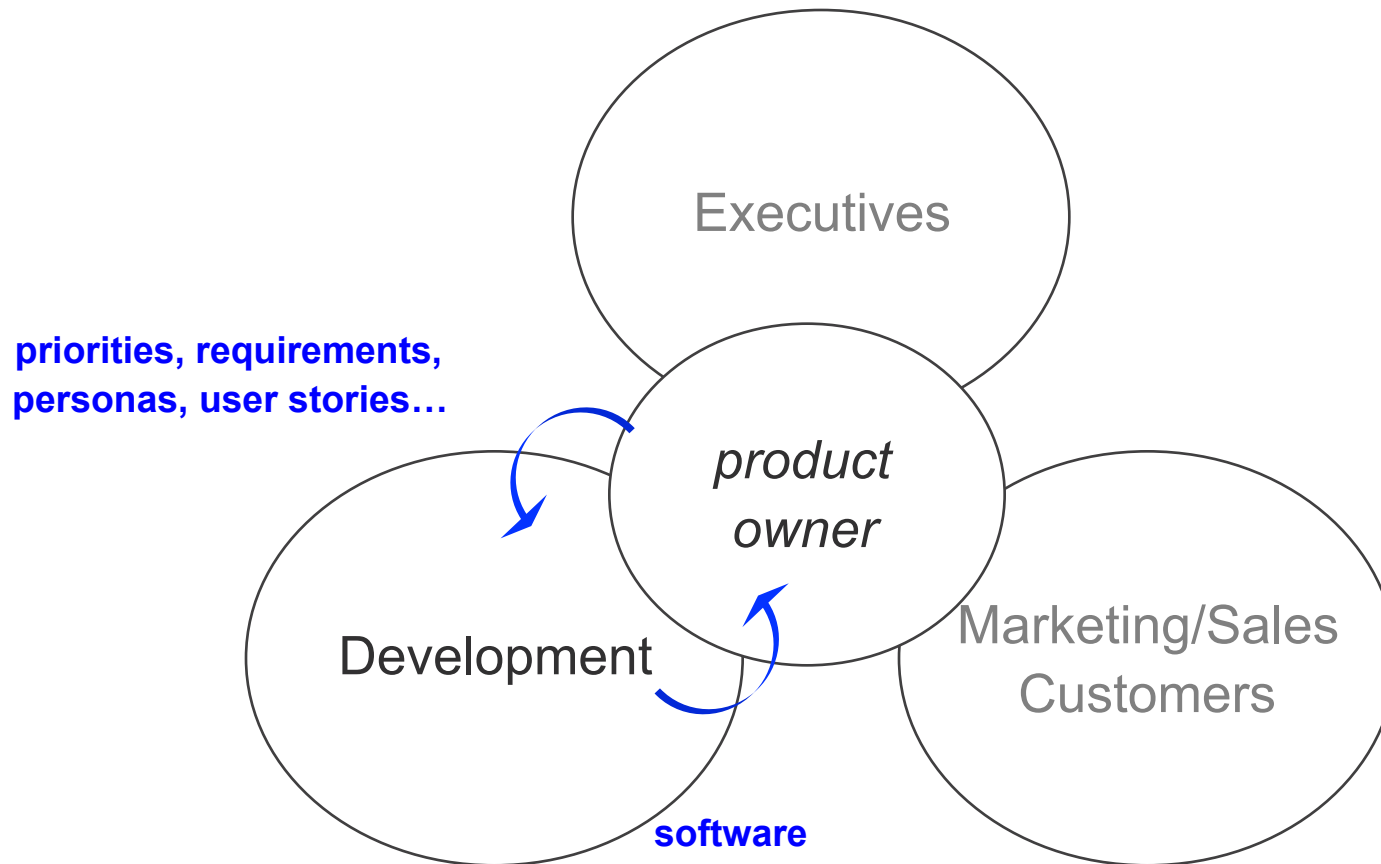 Executives
priorities, requirements,
personas, user stories…
product
owner
Development
Marketing/Sales
Customers
software